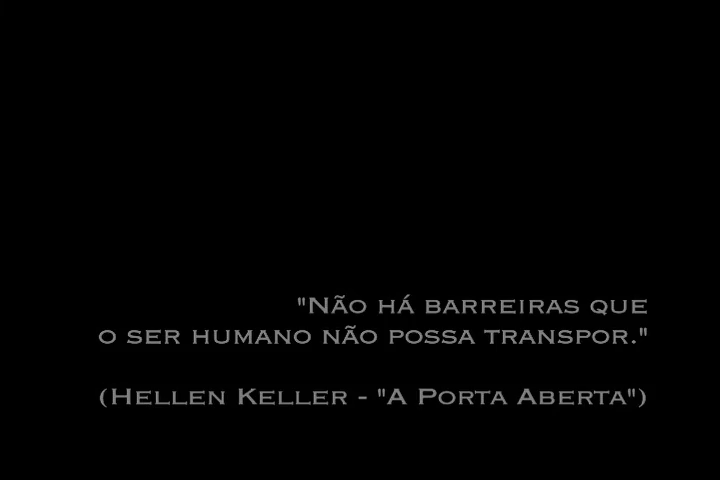 "Não há barreiras que
o ser humano não possa transpor."
(Hellen Keller - "A Porta Aberta")